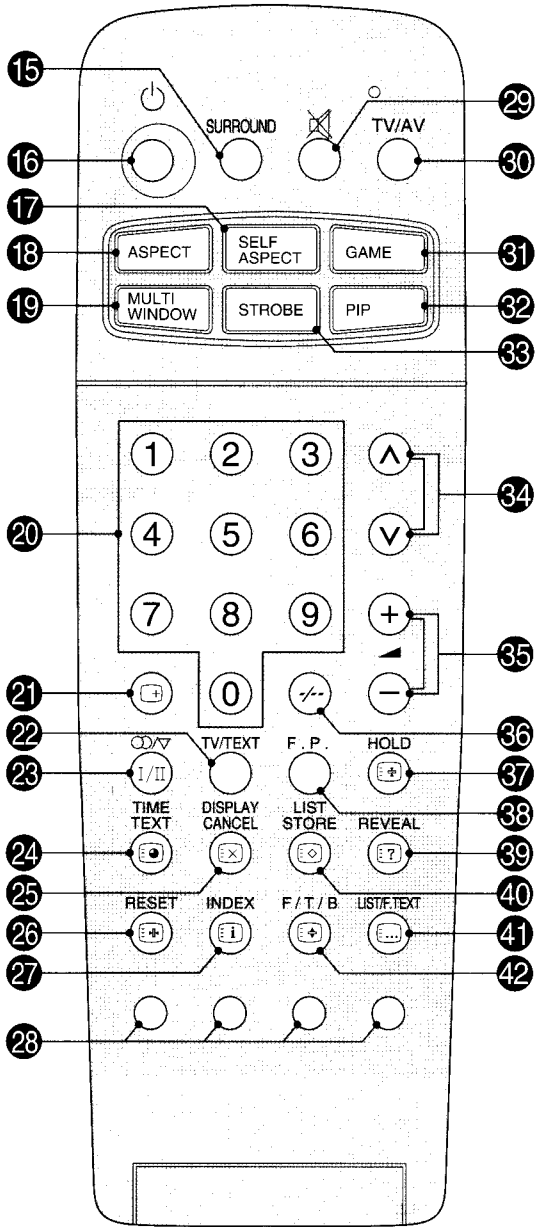 15 29
SURROUND TV/AV
16 30
17
18 ASPECT SELF ASPECT GAME 31
19 MULTI WINDOW STROBE PIP 32
33
1 2 3
34
20 4 5 6
7 8 9 +
35
21 0 -/-- −
22 TV/TEXT F.P. HOLD 36
23 I/II 37
38
TIME TEXT DISPLAY CANCEL LIST STORE REVEAL
24 ? 39
25 40
RESET INDEX F/T/B LIST/F.TEXT
26 i ... 41
27 42
28